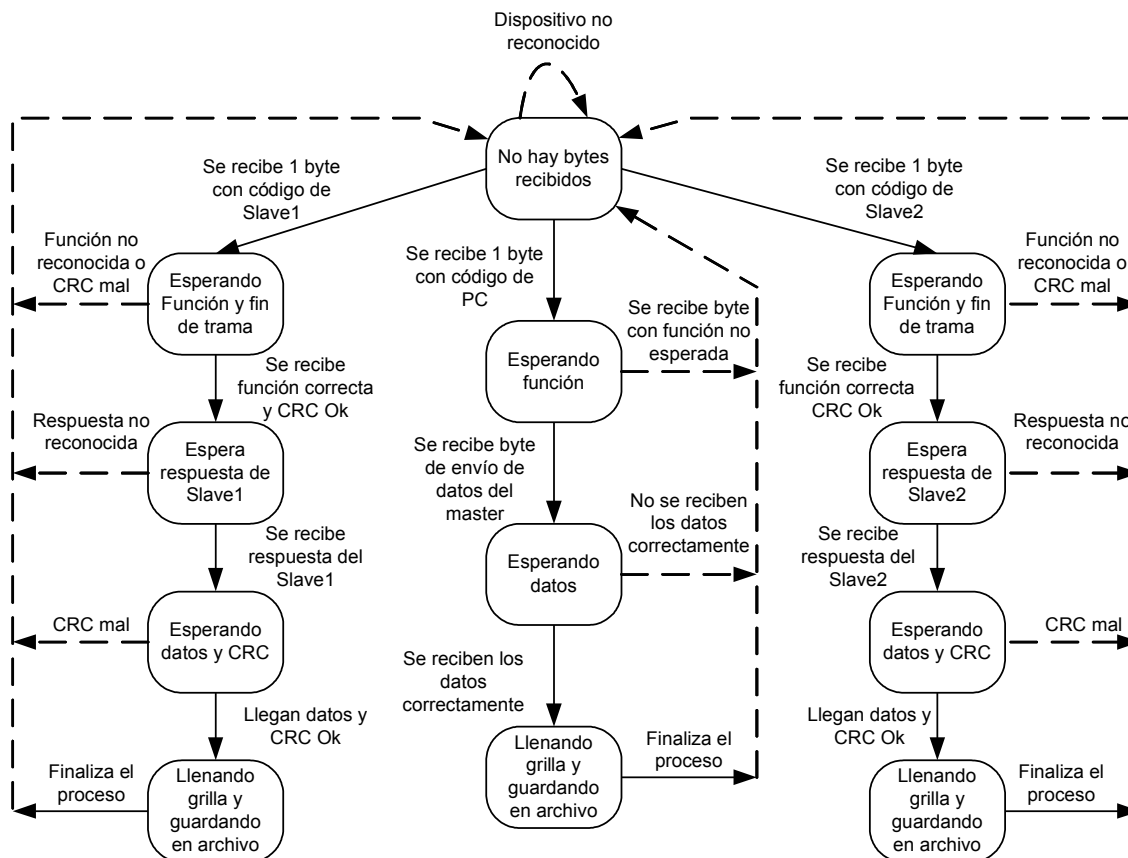 Dispositivo no
reconocido
No hay bytes
recibidos
Se recibe 1 byte
con código de
Slave1
Se recibe 1 byte
con código de
Slave2
Función no
reconocida o
CRC mal
Esperando
Función y fin
de trama
Se recibe 1 byte
con código de
PC
Esperando
Función y fin
de trama
Función no
reconocida o
CRC mal
Se recibe byte
con función no
esperada
Esperando
función
Se recibe
función correcta
y CRC Ok
Se recibe
función correcta
CRC Ok
Respuesta no
reconocida
Espera
respuesta de
Slave1
Se recibe byte
de envío de
datos del
master
Espera
respuesta de
Slave2
Respuesta no
reconocida
No se reciben
los datos
correctamente
Esperando
datos
Se recibe
respuesta del
Slave1
Se recibe
respuesta del
Slave2
CRC mal
Esperando
datos y CRC
Esperando
datos y CRC
CRC mal
Se reciben los
datos
correctamente
Llegan datos y
CRC Ok
Llegan datos y
CRC Ok
Llenando
grilla y
guardando
en archivo
Finaliza el
proceso
Finaliza el
proceso
Llenando
grilla y
guardando
en archivo
Llenando
grilla y
guardando
en archivo
Finaliza el
proceso